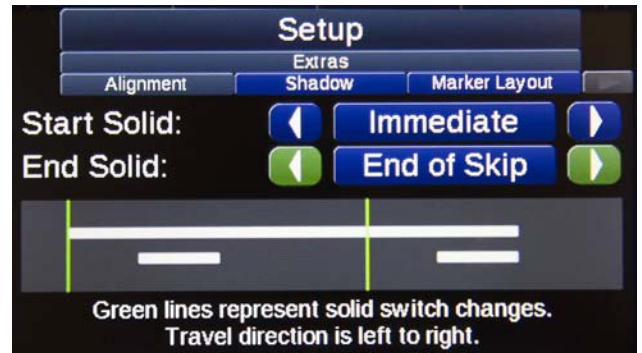 Setup
Extras
Alignment Shadow Marker Layout
Start Solid: Immediate
End Solid: End of Skip
Green lines represent solid switch changes.
Travel direction is left to right.